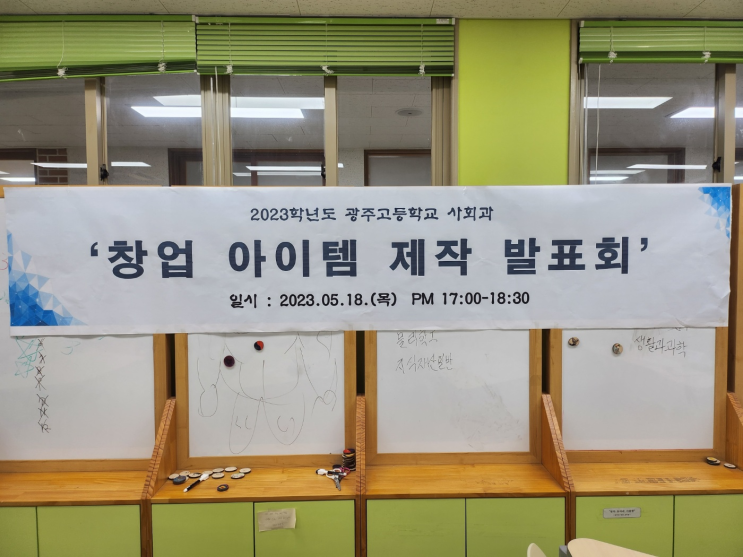 2023학년도 광주고등학교 사회과
‘창업 아이템 제작 발표회’
일시 : 2023.05.18.(목) PM 17:00-18:30
생활과과학